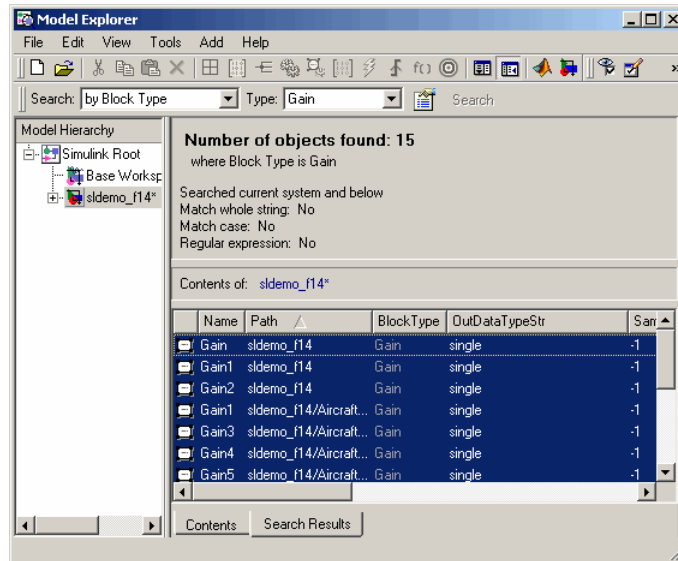 Model Explorer
File Edit View Tools Add Help
Search: by Block Type Type: Gain Search
Model Hierarchy
Simulink Root
Base Worksp
sldemo_f14*
Number of objects found: 15
where Block Type is Gain
Searched current system and below
Match whole string: No
Match case: No
Regular expression: No
Contents of: sldemo_f14*
Name Path BlockType OutDataTypeStr Sam
Gain sldemo_f14 Gain single -1
Gain1 sldemo_f14 Gain single -1
Gain2 sldemo_f14 Gain single -1
Gain1 sldemo_f14/Aircraft... Gain single -1
Gain3 sldemo_f14/Aircraft... Gain single -1
Gain4 sldemo_f14/Aircraft... Gain single -1
Gain5 sldemo_f14/Aircraft... Gain single -1
Contents Search Results